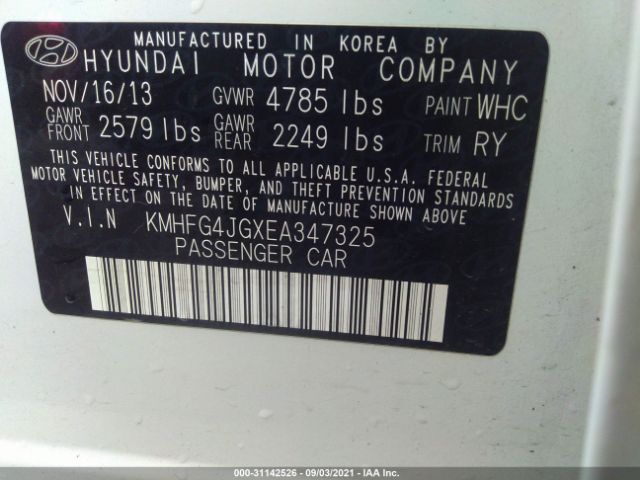 MANUFACTURED IN KOREA BY
HYUNDAI MOTOR COMPANY
NOV/16/13 GVWR 4785 lbs PAINT WHC
GAWR FRONT 2579 lbs GAWR REAR 2249 lbs TRIM RY
THIS VEHICLE CONFORMS TO ALL APPLICABLE U.S.A. FEDERAL
MOTOR VEHICLE SAFETY, BUMPER, AND THEFT PREVENTION STANDARDS
IN EFFECT ON THE DATE OF MANUFACTURE SHOWN ABOVE
V.I.N KMHFG4JGXEA347325
PASSENGER CAR
000-31142526 - 09/03/2021 - IAA Inc.